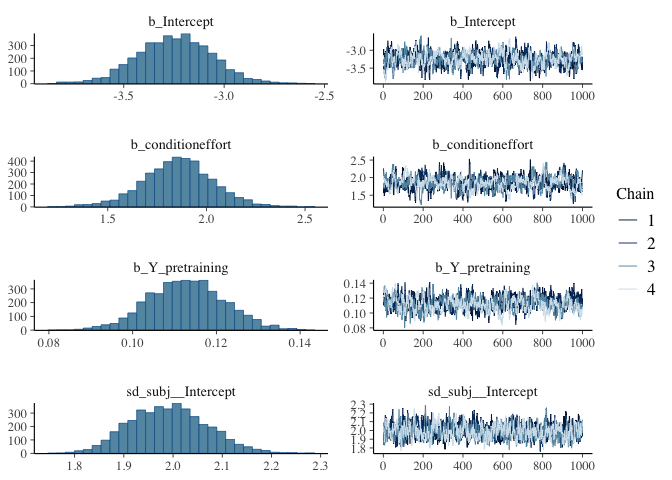 b_Intercept
300
200
100
0
-3.5 -3.0 -2.5
b_Intercept
-3.0
-3.5
0 200 400 600 800 1000
b_conditioneffort
400
300
200
100
0
1.5 2.0 2.5
b_conditioneffort
2.5
2.0
1.5
0 200 400 600 800 1000
b_Y_pretraining
300
200
100
0
0.08 0.10 0.12 0.14
b_Y_pretraining
0.14
0.12
0.10
0.08
0 200 400 600 800 1000
sd_subj__Intercept
300
200
100
0
1.8 1.9 2.0 2.1 2.2 2.3
sd_subj__Intercept
2.3
2.2
2.1
2.0
1.9
1.8
0 200 400 600 800 1000
Chain
1
2
3
4